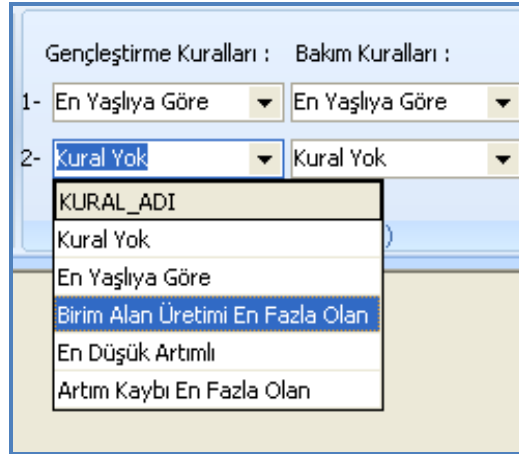 Gençleştirme Kuralları : Bakım Kuralları :
1- En Yaşlıya Göre En Yaşlıya Göre
2- Kural Yok Kural Yok
KURAL_ADI
Kural Yok )
En Yaşlıya Göre
Birim Alan Üretimi En Fazla Olan
En Düşük Artımlı
Artım Kaybı En Fazla Olan